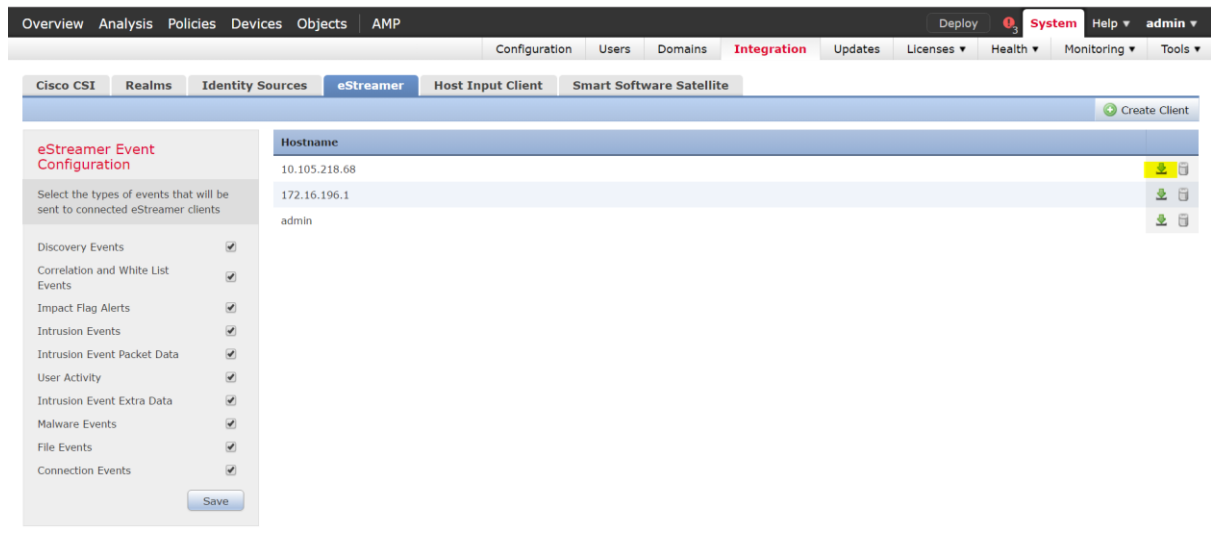 Overview Analysis Policies Devices Objects AMP Deploy 3 System Help ▾ admin ▾
Configuration Users Domains Integration Updates Licenses ▾ Health ▾ Monitoring ▾ Tools ▾
Cisco CSI Realms Identity Sources eStreamer Host Input Client Smart Software Satellite
Create Client
eStreamer Event
Configuration
Select the types of events that will be
sent to connected eStreamer clients
Discovery Events
Correlation and White List
Events
Impact Flag Alerts
Intrusion Events
Intrusion Event Packet Data
User Activity
Intrusion Event Extra Data
Malware Events
File Events
Connection Events
Save
Hostname
10.105.218.68
172.16.196.1
admin